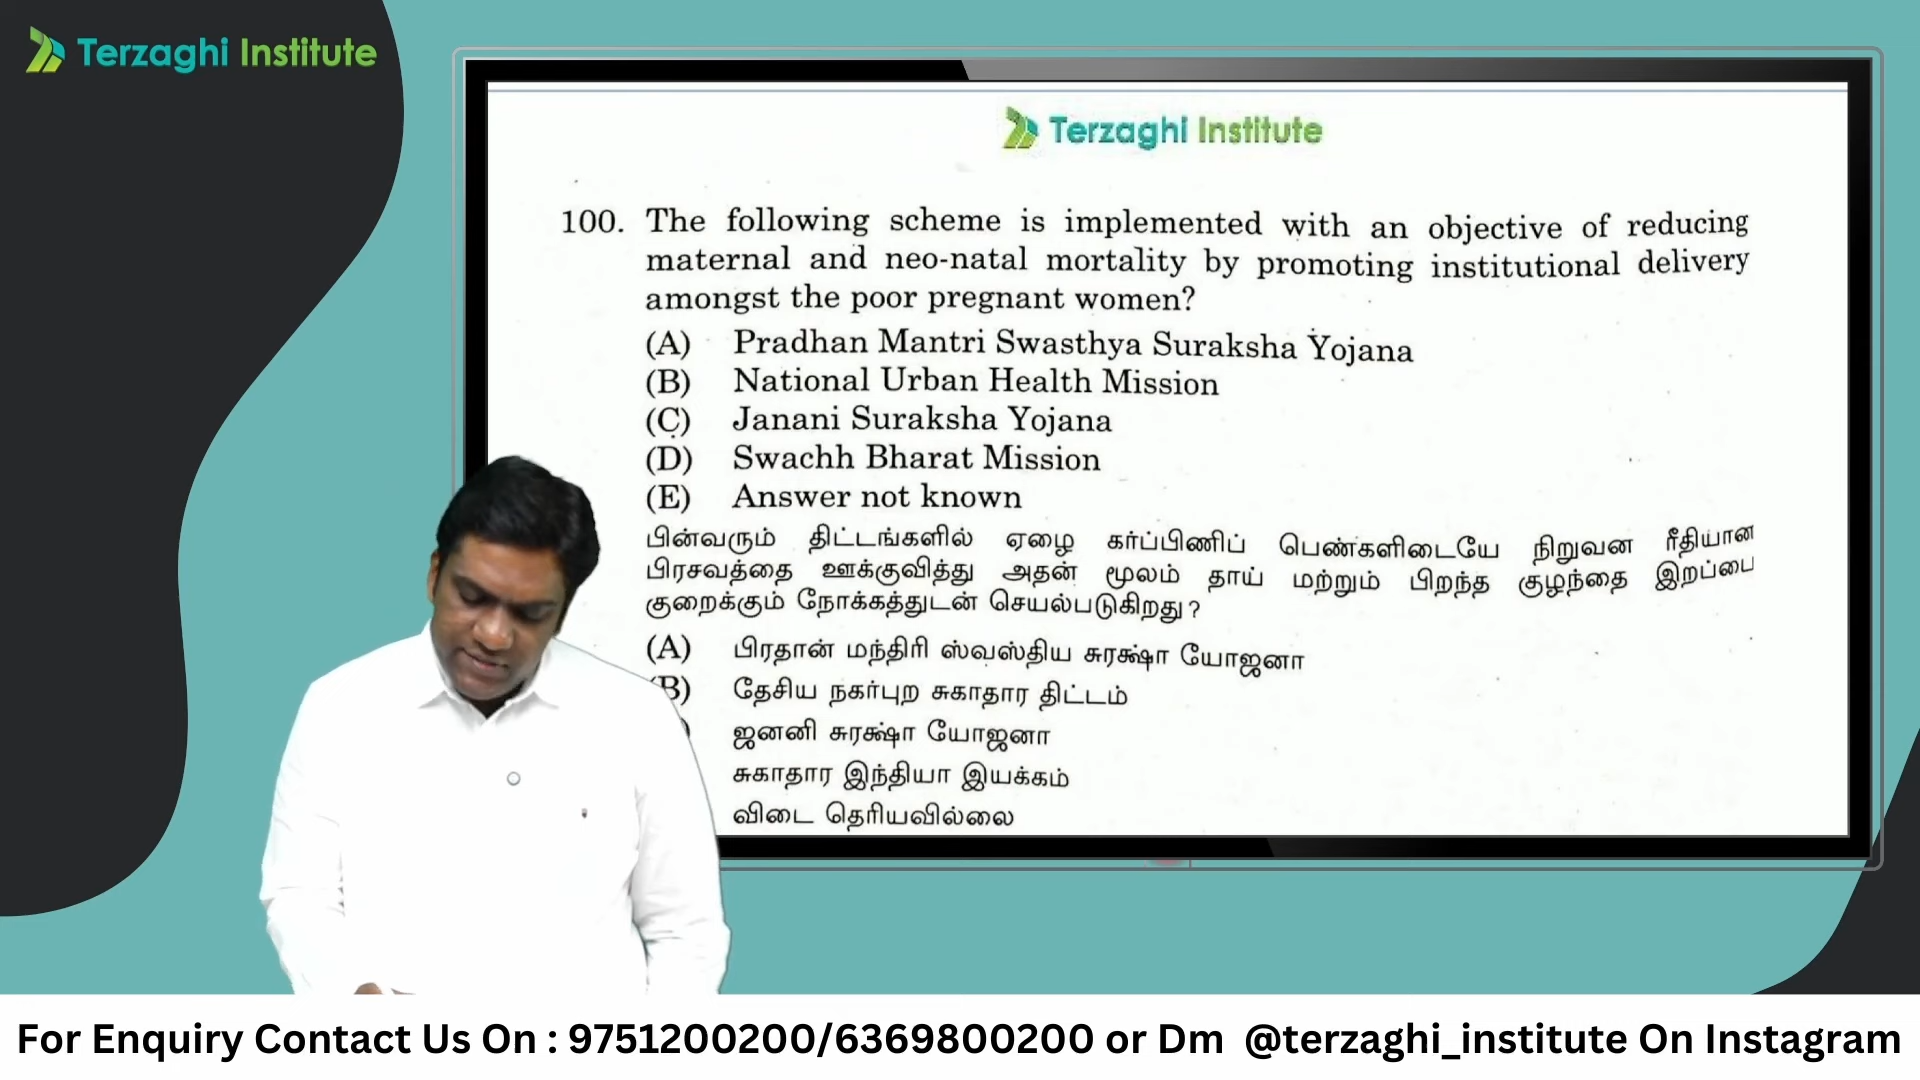 Terzaghi Institute
Terzaghi Institute
100. The following scheme is implemented with an objective of reducing
maternal and neo-natal mortality by promoting institutional delivery
amongst the poor pregnant women?
(A) Pradhan Mantri Swasthya Suraksha Yojana
(B) National Urban Health Mission
(C) Janani Suraksha Yojana
(D) Swachh Bharat Mission
(E) Answer not known
பின்வரும் திட்டங்களில் ஏழை கர்ப்பிணிப் பெண்களிடையே நிறுவன ரீதியான
பிரசவத்தை ஊக்குவித்து அதன் மூலம் தாய் மற்றும் பிறந்த குழந்தை இறப்பை
குறைக்கும் நோக்கத்துடன் செயல்படுகிறது?
(A) பிரதான் மந்திரி ஸ்வஸ்திய சுரக்ஷா யோஜனா
(B) தேசிய நகர்புற சுகாதார திட்டம்
ஜனனி சுரக்ஷா யோஜனா
சுகாதார இந்தியா இயக்கம்
விடை தெரியவில்லை
For Enquiry Contact Us On : 9751200200/6369800200 or Dm @terzaghi_institute On Instagram